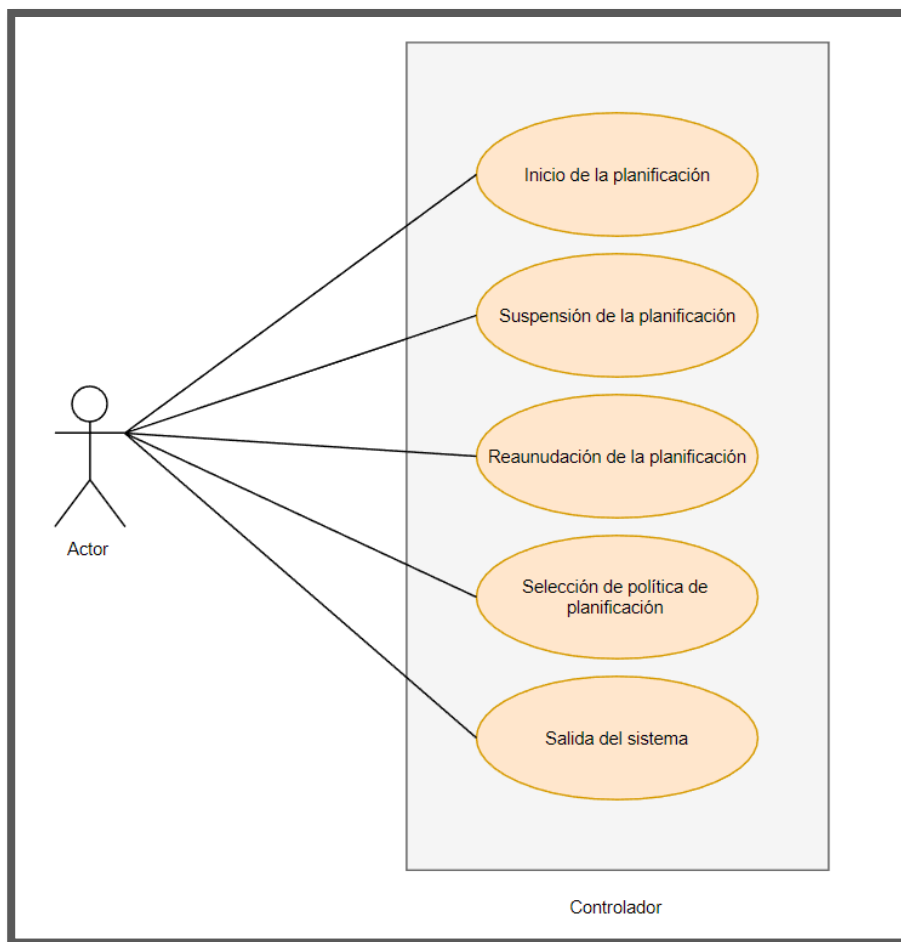 Inicio de la planificación
Suspensión de la planificación
Reaunudación de la planificación
Actor
Selección de política de
planificación
Salida del sistema
Controlador